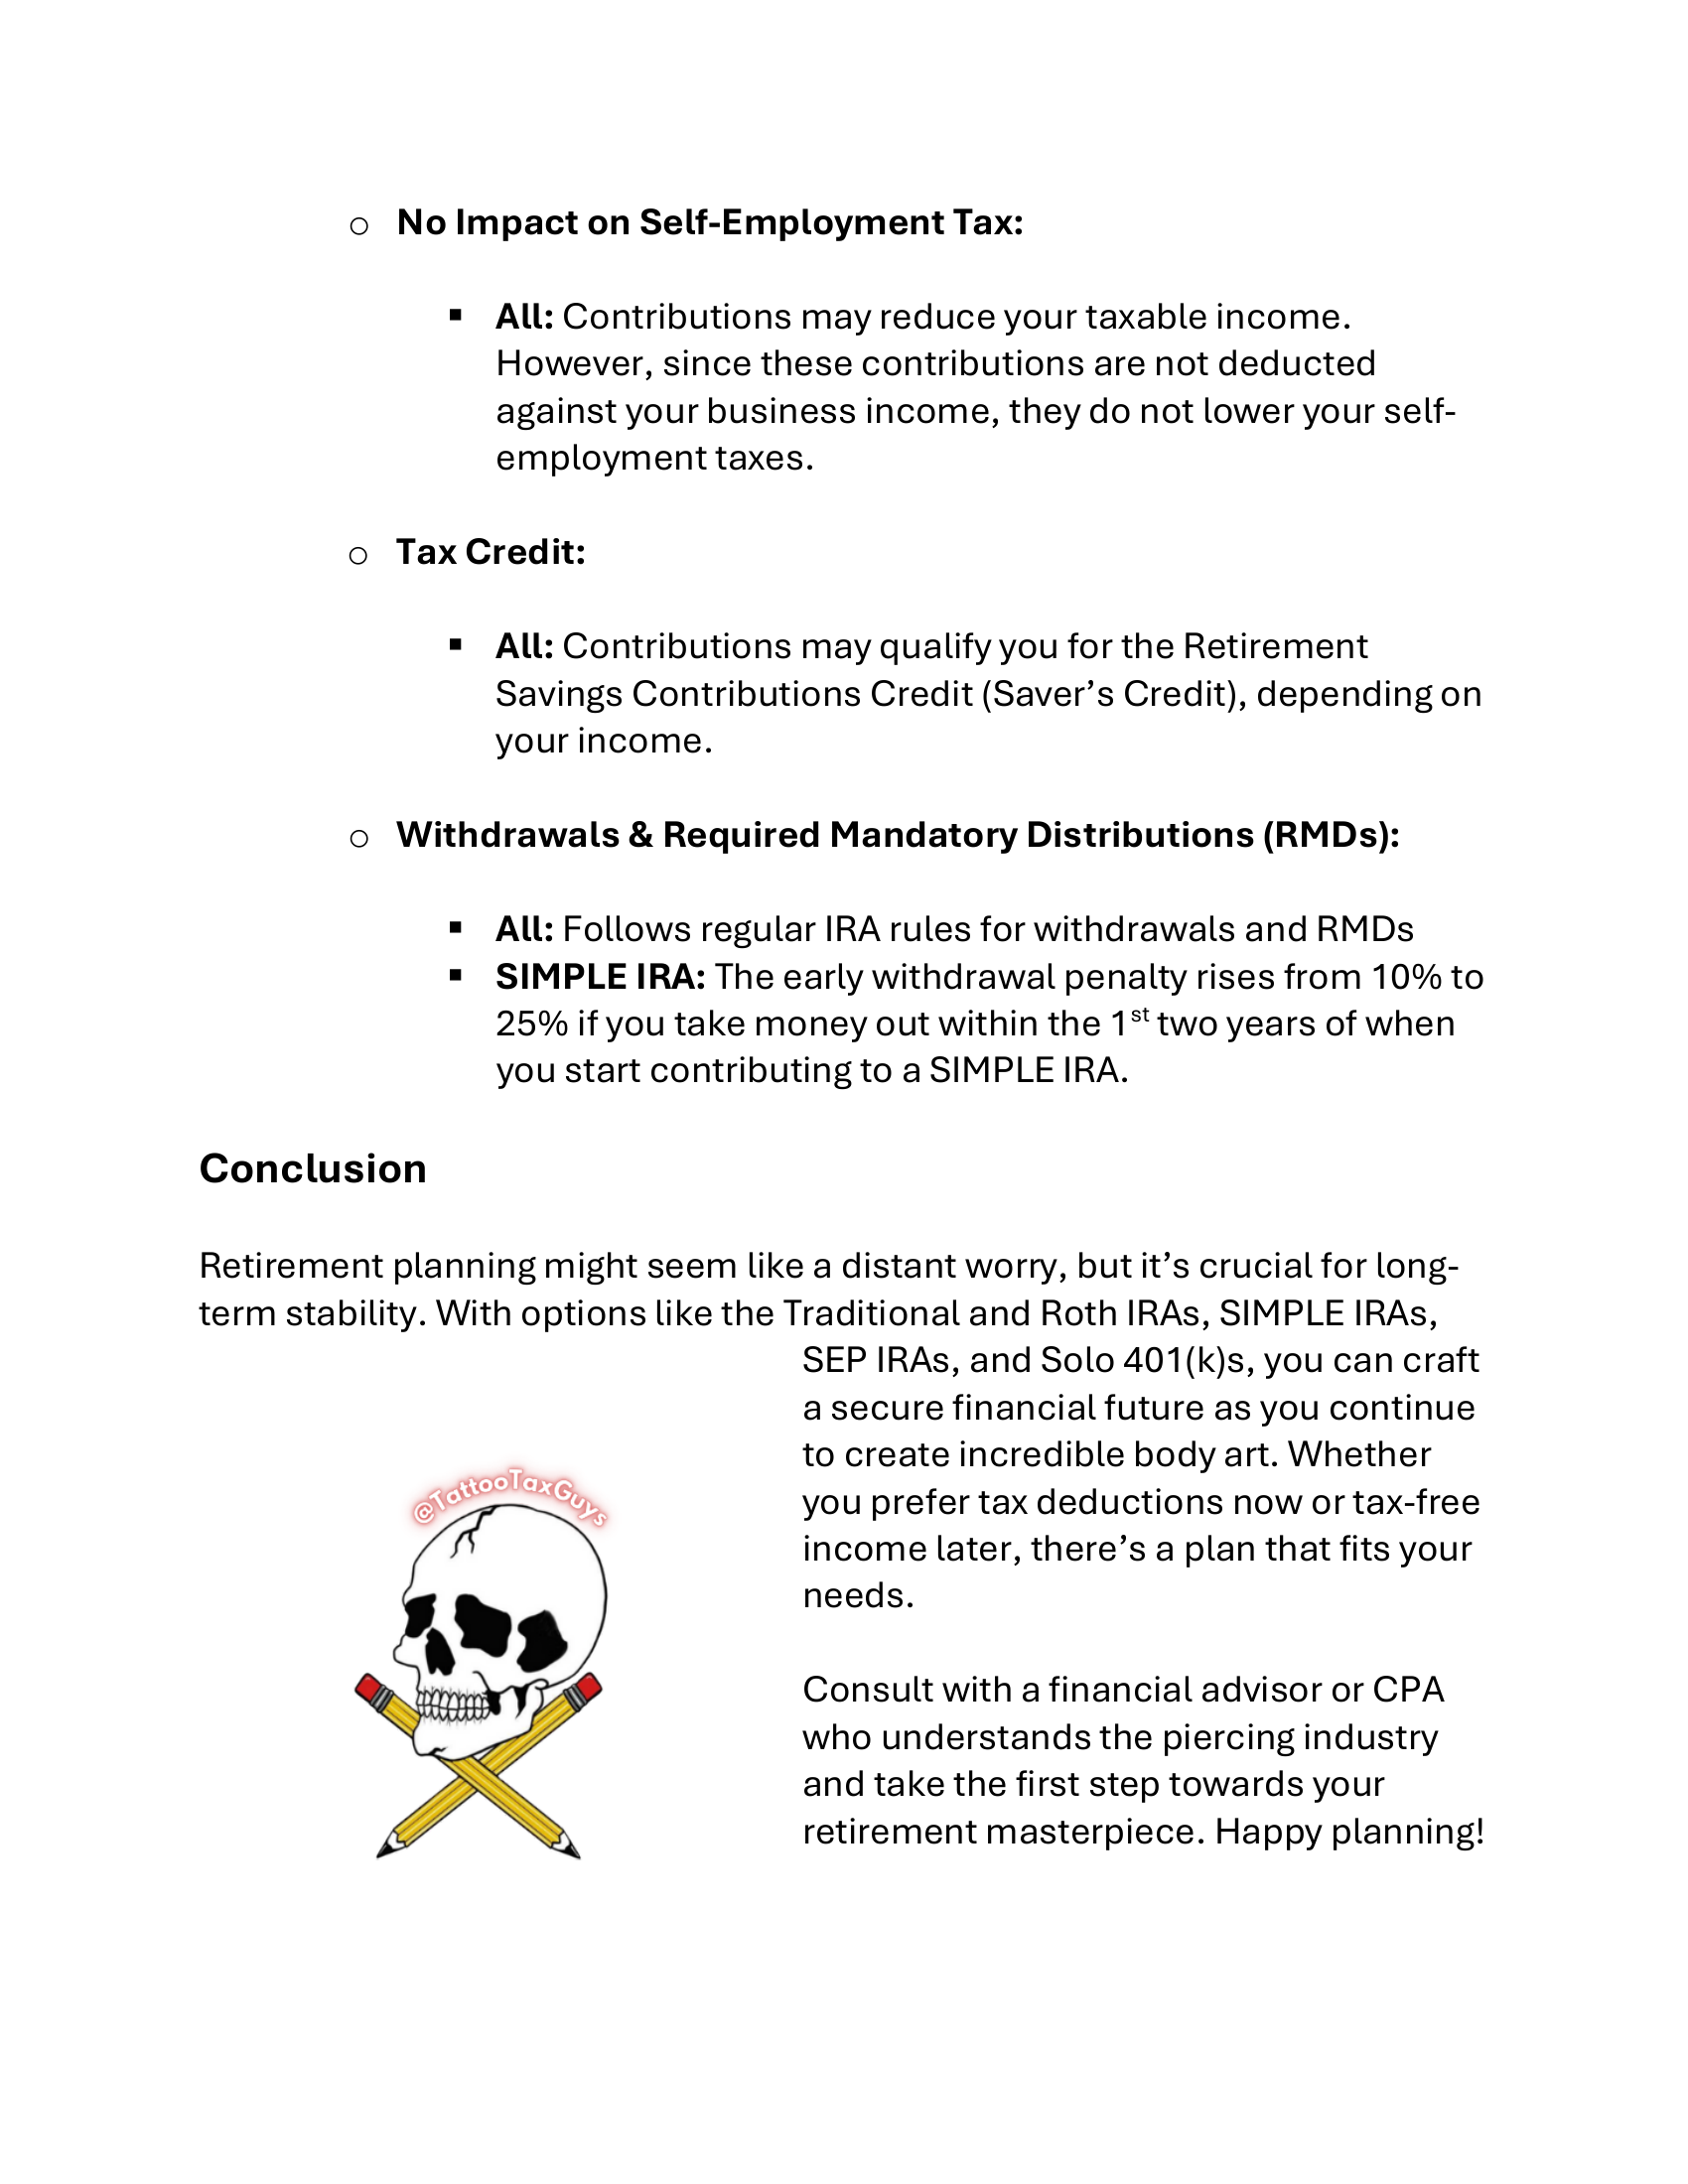 o No Impact on Self-Employment Tax:
▪ All: Contributions may reduce your taxable income.
However, since these contributions are not deducted
against your business income, they do not lower your self-
employment taxes.
o Tax Credit:
▪ All: Contributions may qualify you for the Retirement
Savings Contributions Credit (Saver’s Credit), depending on
your income.
o Withdrawals & Required Mandatory Distributions (RMDs):
▪ All: Follows regular IRA rules for withdrawals and RMDs
▪ SIMPLE IRA: The early withdrawal penalty rises from 10% to
25% if you take money out within the 1st two years of when
you start contributing to a SIMPLE IRA.
Conclusion
Retirement planning might seem like a distant worry, but it’s crucial for long-
term stability. With options like the Traditional and Roth IRAs, SIMPLE IRAs,
SEP IRAs, and Solo 401(k)s, you can craft
a secure financial future as you continue
to create incredible body art. Whether
you prefer tax deductions now or tax-free
income later, there’s a plan that fits your
needs.
@TattooTaxGuys
Consult with a financial advisor or CPA
who understands the piercing industry
and take the first step towards your
retirement masterpiece. Happy planning!